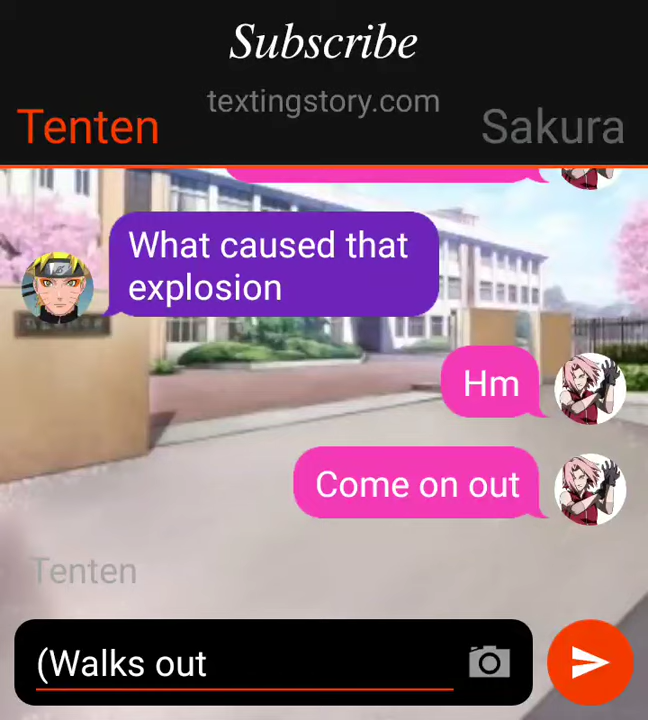 Subscribe
textingstory.com
Tenten
Sakura
What caused that
explosion
Hm
Come on out
Tenten
(Walks out